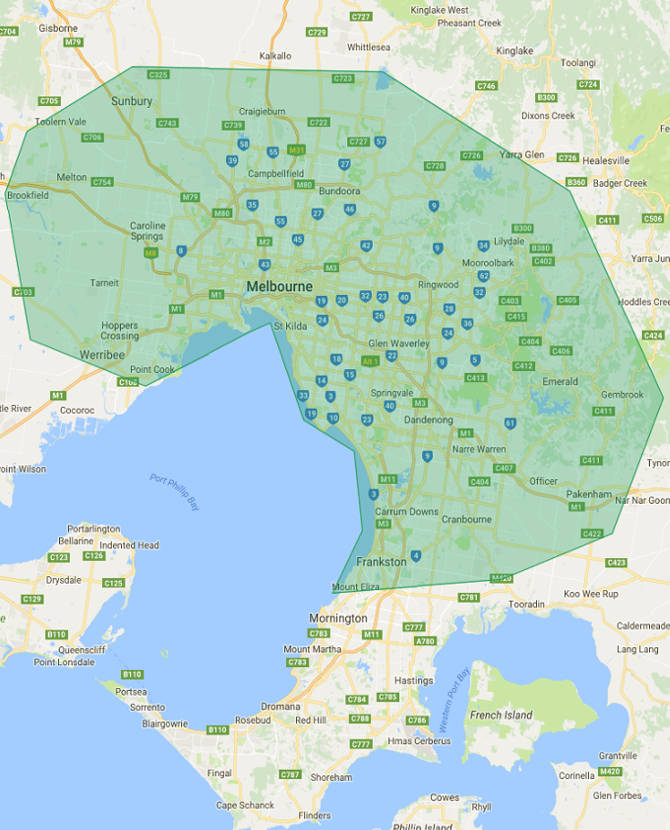 Kinglake West
C727
Pheasant Creek
Gisborne
C704
C729
M79
Whittlesea
Kinglake
Kalkallo
Toolangi
C325
C723
C746
C724
C705
Sunbury
B300
Craigieburn
Dixons Creek
Toolern Vale
C743
C739
C722
C706
58
C727
57
55
M31
39
27
C728
C726
Yarra Glen
C726
Healesville
Melton
C754
Campbellfield
M80
B360
Badger Creek
Brookfield
M79
Bundoora
35
M80
27
46
9
C411
C506
55
Caroline
Springs
B300
45
M2
42
9
34
Lilydale
B380
M8
8
C402
43
M3
Mooroolbark
Yarra Jun
62
Tarneit
Melbourne
Ringwood
32
C703
M1
M1
19
20
32
23
40
C403
C405
Hoddles Cree
28
C415
24
26
26
36
Hoppers
Crossing
St Kilda
24
C424
Glen Waverley
C404
C406
Werribee
18
Alt 1
22
9
5
C412
Point Cook
15
C413
Emerald
C109
14
M1
33
3
Springvale
Gembrook
40
M3
C411
tle River
Cocoroc
19
10
23
Dandenong
61
M1
Narre Warren
9
C411
oint Wilson
C407
Tynon
Port Phillip
Bay
M11
C404
Officer
3
Pakenham
Nar Nar Goon
M1
Carrum Downs
Cranbourne
M3
Portarlington
C422
Bellarine
Indented Head
C123
C126
4
Frankston
C423
Drysdale
C125
Mount Eliza
M420
C129
C781
Koo Wee Rup
Tooradin
Mornington
B110
C783
M11
C777
A780
Caldermeade
Queenscliff
Mount Martha
Lang Lang
Point Lonsdale
C783
B110
Hastings
Western Port Bay
Portsea
C784
C785
Sorrento
Dromana
French Island
Blairgowrie
Rosebud
Red Hill
C788
C786
B110
C777
Hmas Cerberus
Grantville
Fingal
C787
Shoreham
Corinella
M420
Cape Schanck
Cowes
Glen Forbes
Rhyll
Flinders
Phillip Island